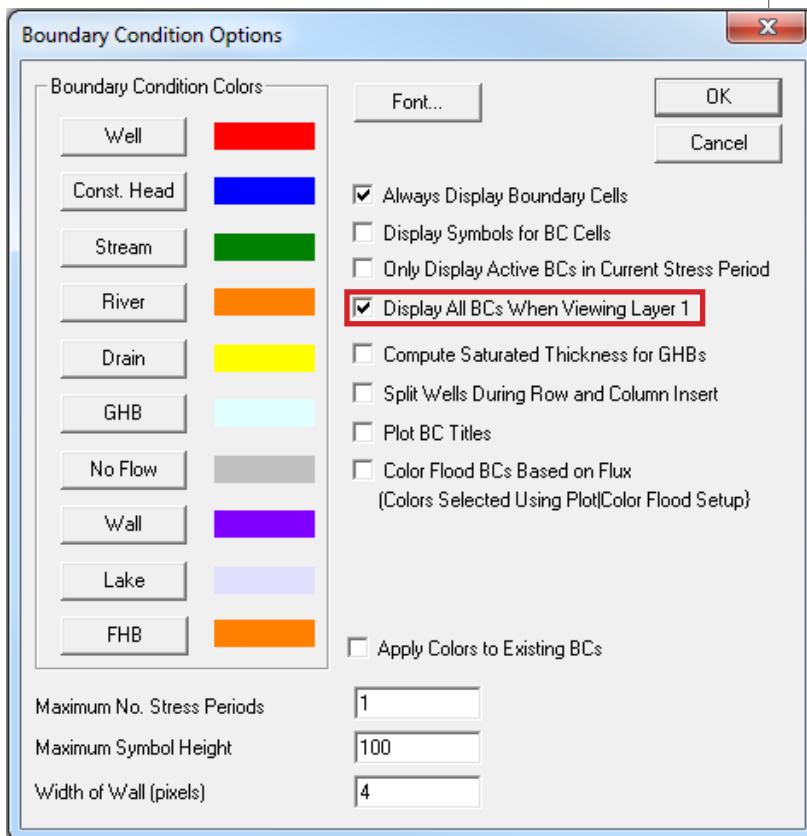 Boundary Condition Options
Boundary Condition Colors
Well
Const. Head
Stream
River
Drain
GHB
No Flow
Wall
Lake
FHB
Font...
OK
Cancel
Always Display Boundary Cells
Display Symbols for BC Cells
Only Display Active BCs in Current Stress Period
Display All BCs When Viewing Layer 1
Compute Saturated Thickness for GHBs
Split Wells During Row and Column Insert
Plot BC Titles
Color Flood BCs Based on Flux
(Colors Selected Using Plot|Color Flood Setup}
Apply Colors to Existing BCs
Maximum No. Stress Periods 1
Maximum Symbol Height 100
Width of Wall (pixels) 4